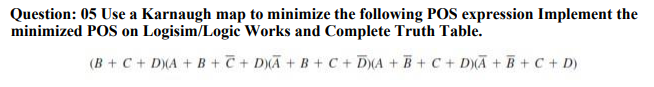 Question: 05 Use a Karnaugh map to minimize the following POS expression Implement the
minimized POS on Logisim/Logic Works and Complete Truth Table.
(B + C + D)(A + B + C̅ + D)(A̅ + B + C + D̅)(A + B̅ + C + D)(A̅ + B̅ + C + D)